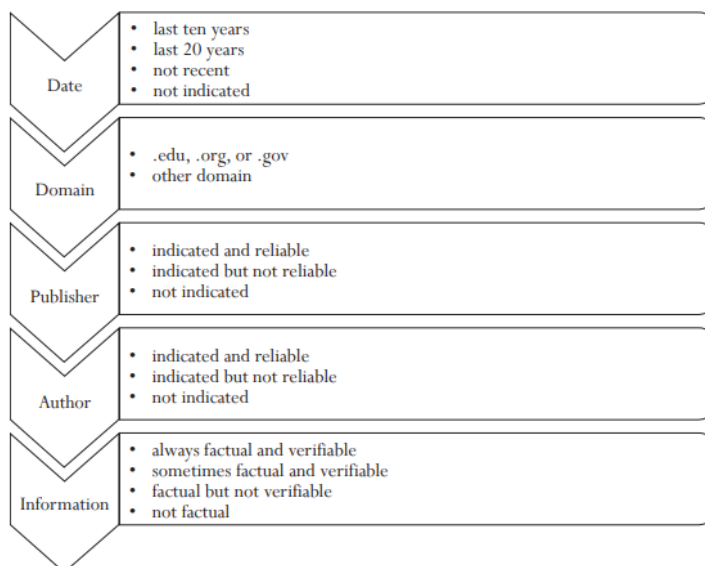 Date
• last ten years
• last 20 years
• not recent
• not indicated
Domain
• .edu, .org, or .gov
• other domain
Publisher
• indicated and reliable
• indicated but not reliable
• not indicated
Author
• indicated and reliable
• indicated but not reliable
• not indicated
Information
• always factual and verifiable
• sometimes factual and verifiable
• factual but not verifiable
• not factual